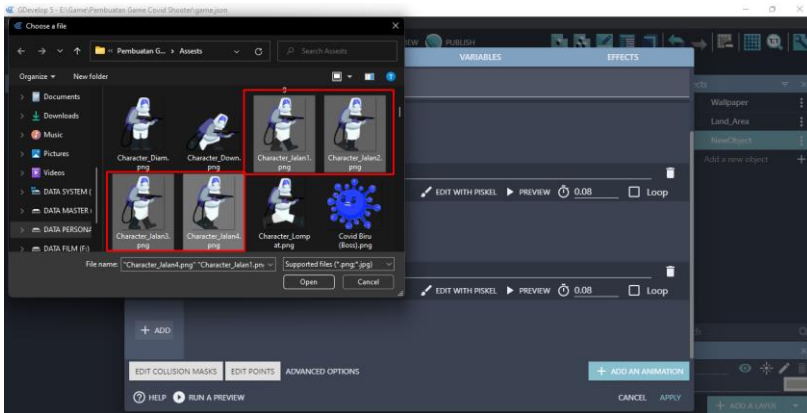 GDevelop 5 - E:\Game\Pembuatan Game Covid Shooter\game.json
Choose a file
PUBLISH
VARIABLES
EFFECTS
Pembuatan G... > Assests
Search Assests
Organize
New folder
Documents
Downloads
Music
Pictures
Videos
DATA SYSTEM (
DATA MASTER
DATA PERSONA
DATA FILM (F:)
Character_Diam.
png
Character_Down.
png
Character_Jalan1.
png
Character_Jalan2.
png
Character_Jalan3.
png
Character_Jalan4.
png
Character_Lomp
at.png
Covid Biru
(Boss).png
File name: "Character_Jalan4.png" "Character_Jalan1.pn
Supported files (*.png;*.jpg)
Open
Cancel
Wallpaper
Land_Area
NewObject
Add a new object
EDIT WITH PISKEL PREVIEW 0.08 Loop
EDIT WITH PISKEL PREVIEW 0.08 Loop
+ ADD
EDIT COLLISION MASKS EDIT POINTS ADVANCED OPTIONS
+ ADD AN ANIMATION
HELP RUN A PREVIEW
CANCEL APPLY
+ ADD A LAYER